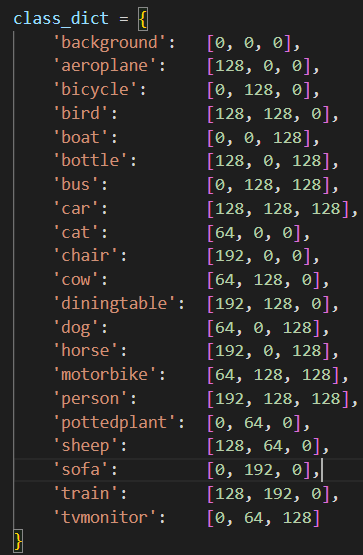 class_dict = {
    'background':   [0, 0, 0],
    'aeroplane':    [128, 0, 0],
    'bicycle':      [0, 128, 0],
    'bird':         [128, 128, 0],
    'boat':         [0, 0, 128],
    'bottle':       [128, 0, 128],
    'bus':          [0, 128, 128],
    'car':          [128, 128, 128],
    'cat':          [64, 0, 0],
    'chair':        [192, 0, 0],
    'cow':          [64, 128, 0],
    'diningtable':  [192, 128, 0],
    'dog':          [64, 0, 128],
    'horse':        [192, 0, 128],
    'motorbike':    [64, 128, 128],
    'person':       [192, 128, 128],
    'pottedplant':  [0, 64, 0],
    'sheep':        [128, 64, 0],
    'sofa':         [0, 192, 0],
    'train':        [128, 192, 0],
    'tvmonitor':    [0, 64, 128]
}